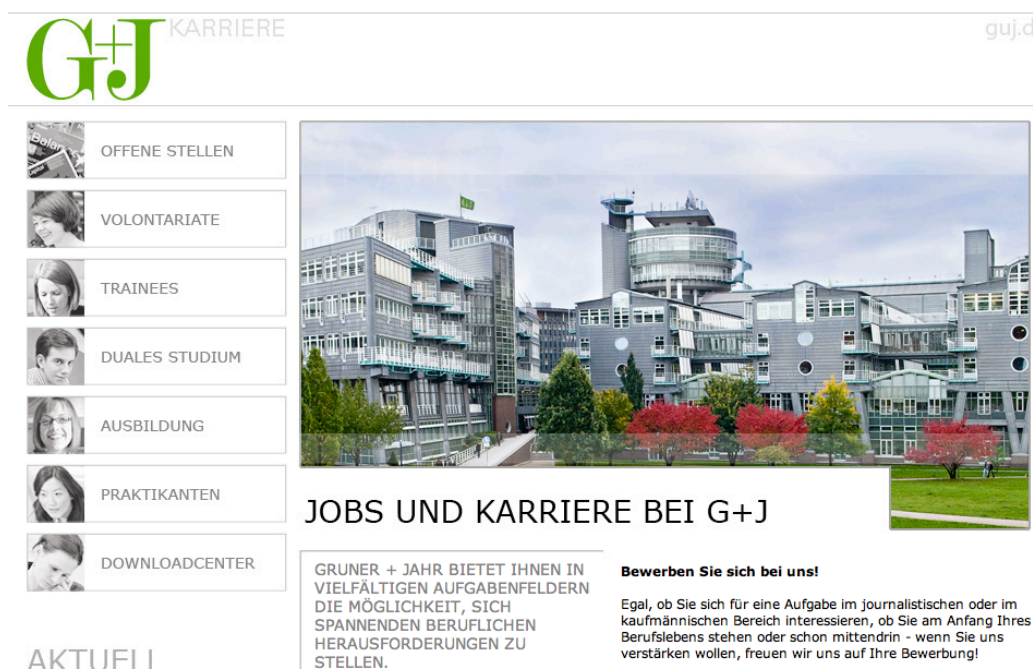 G+J KARRIERE
guj.d
OFFENE STELLEN
VOLONTARIATE
TRAINEES
DUALES STUDIUM
AUSBILDUNG
PRAKTIKANTEN
DOWNLOADCENTER
AKTUELL
JOBS UND KARRIERE BEI G+J
GRUNER + JAHR BIETET IHNEN IN
VIELFÄLTIGEN AUFGABENFELDERN
DIE MÖGLICHKEIT, SICH
SPANNENDEN BERUFLICHEN
HERAUSFORDERUNGEN ZU
STELLEN.
Bewerben Sie sich bei uns!
Egal, ob Sie sich für eine Aufgabe im journalistischen oder im
kaufmännischen Bereich interessieren, ob Sie am Anfang Ihres
Berufslebens stehen oder schon mittendrin - wenn Sie uns
verstärken wollen, freuen wir uns auf Ihre Bewerbung!